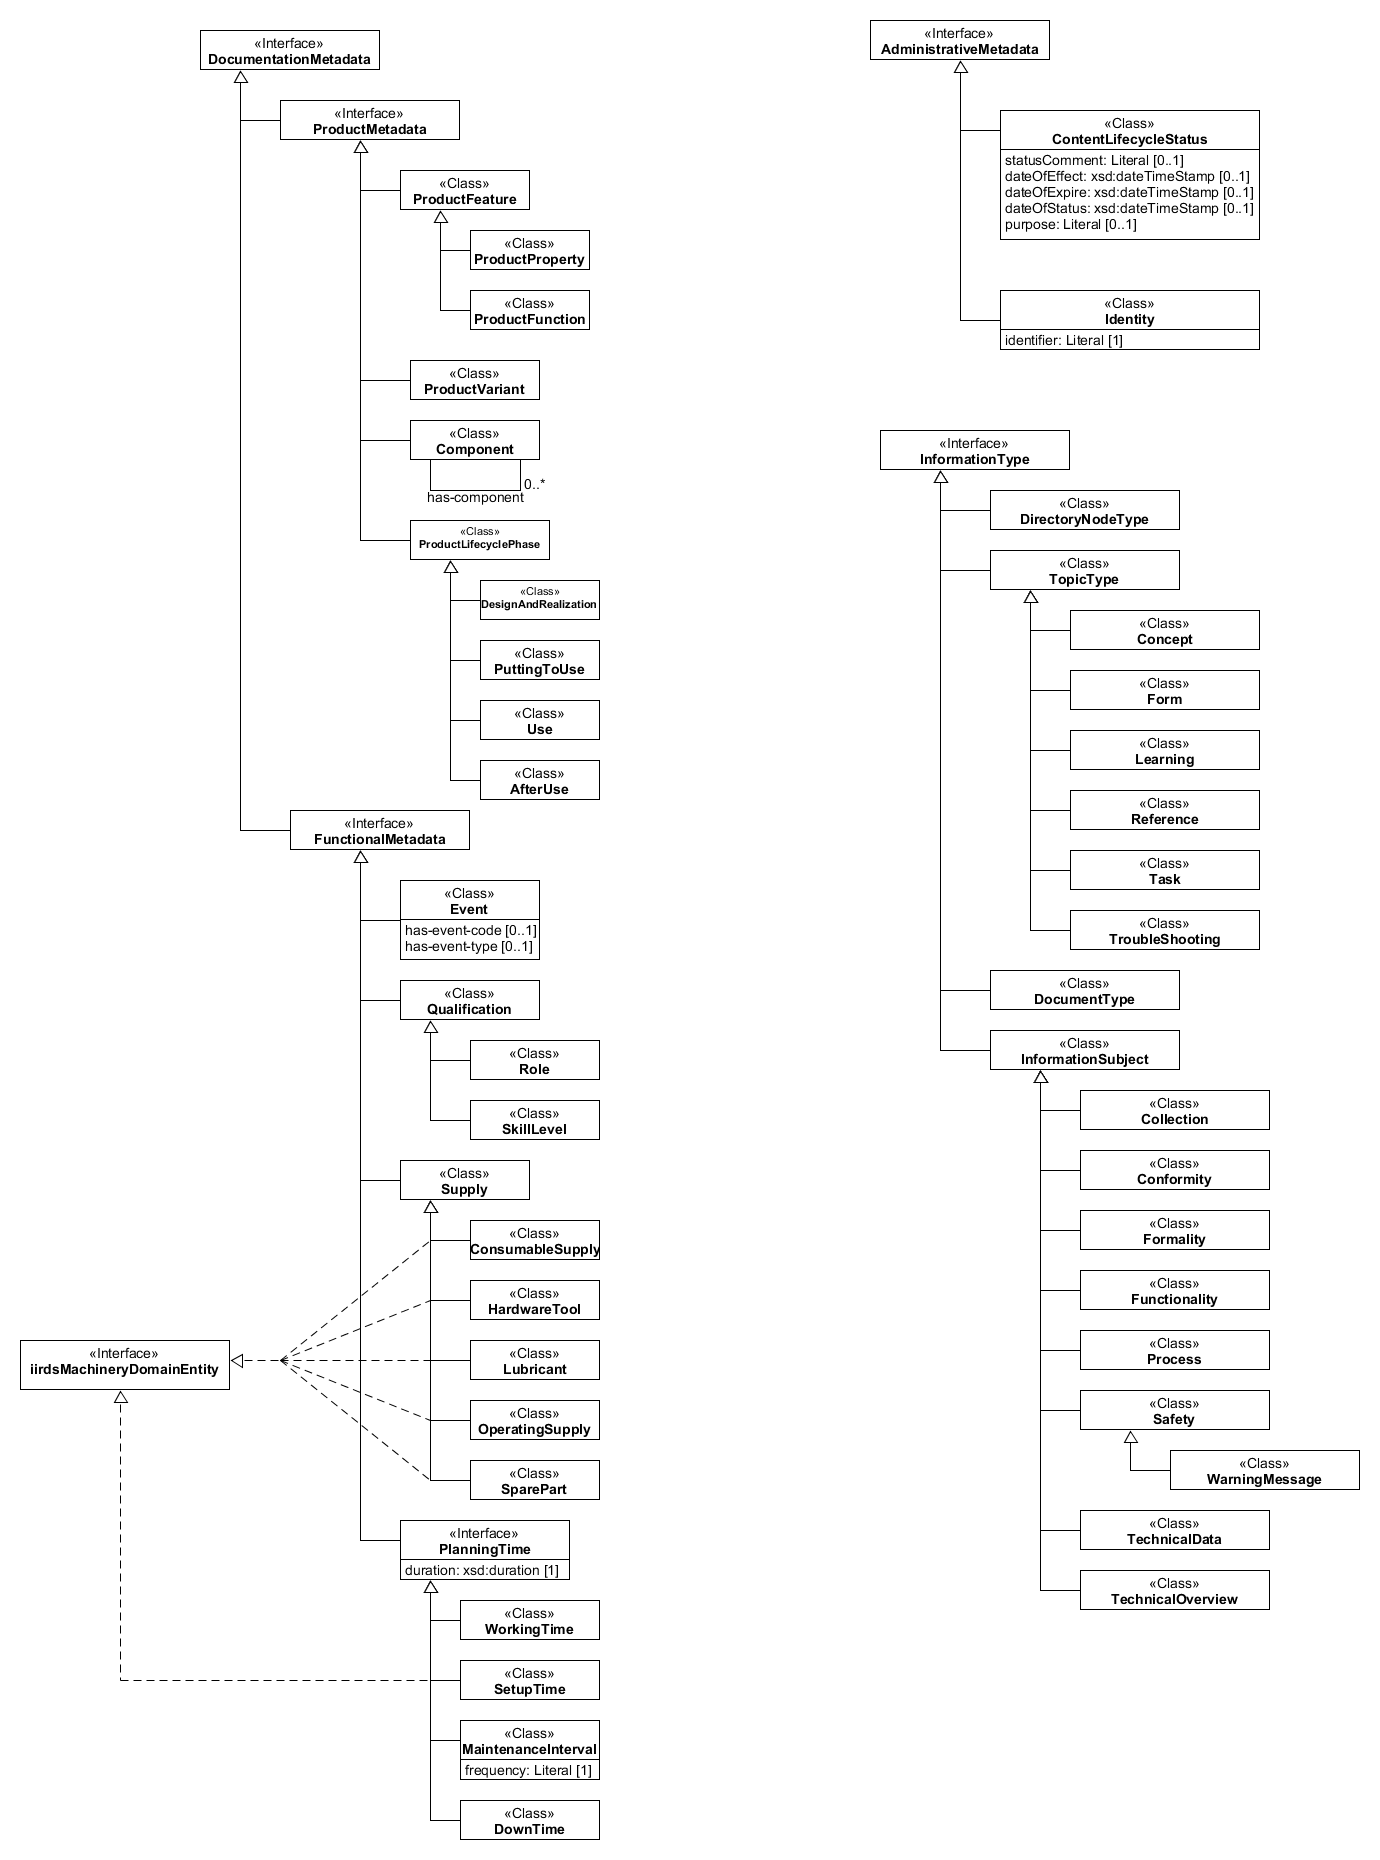 «Interface»
DocumentationMetadata
«Interface»
ProductMetadata
«Class»
ProductFeature
«Class»
ProductProperty
«Class»
ProductFunction
«Class»
ProductVariant
«Class»
Component
0..*
has-component
«Class»
ProductLifecyclePhase
«Class»
DesignAndRealization
«Class»
PuttingToUse
«Class»
Use
«Class»
AfterUse
«Interface»
FunctionalMetadata
«Class»
Event
has-event-code [0..1]
has-event-type [0..1]
«Class»
Qualification
«Class»
Role
«Class»
SkillLevel
«Class»
Supply
«Class»
ConsumableSupply
«Class»
HardwareTool
«Interface»
iirdsMachineryDomainEntity
«Class»
Lubricant
«Class»
OperatingSupply
«Class»
SparePart
«Interface»
PlanningTime
duration: xsd:duration [1]
«Class»
WorkingTime
«Class»
SetupTime
«Class»
MaintenanceInterval
frequency: Literal [1]
«Class»
DownTime
«Interface»
AdministrativeMetadata
«Class»
ContentLifecycleStatus
statusComment: Literal [0..1]
dateOfEffect: xsd:dateTimeStamp [0..1]
dateOfExpire: xsd:dateTimeStamp [0..1]
dateOfStatus: xsd:dateTimeStamp [0..1]
purpose: Literal [0..1]
«Class»
Identity
identifier: Literal [1]
«Interface»
InformationType
«Class»
DirectoryNodeType
«Class»
TopicType
«Class»
Concept
«Class»
Form
«Class»
Learning
«Class»
Reference
«Class»
Task
«Class»
TroubleShooting
«Class»
DocumentType
«Class»
InformationSubject
«Class»
Collection
«Class»
Conformity
«Class»
Formality
«Class»
Functionality
«Class»
Process
«Class»
Safety
«Class»
WarningMessage
«Class»
TechnicalData
«Class»
TechnicalOverview